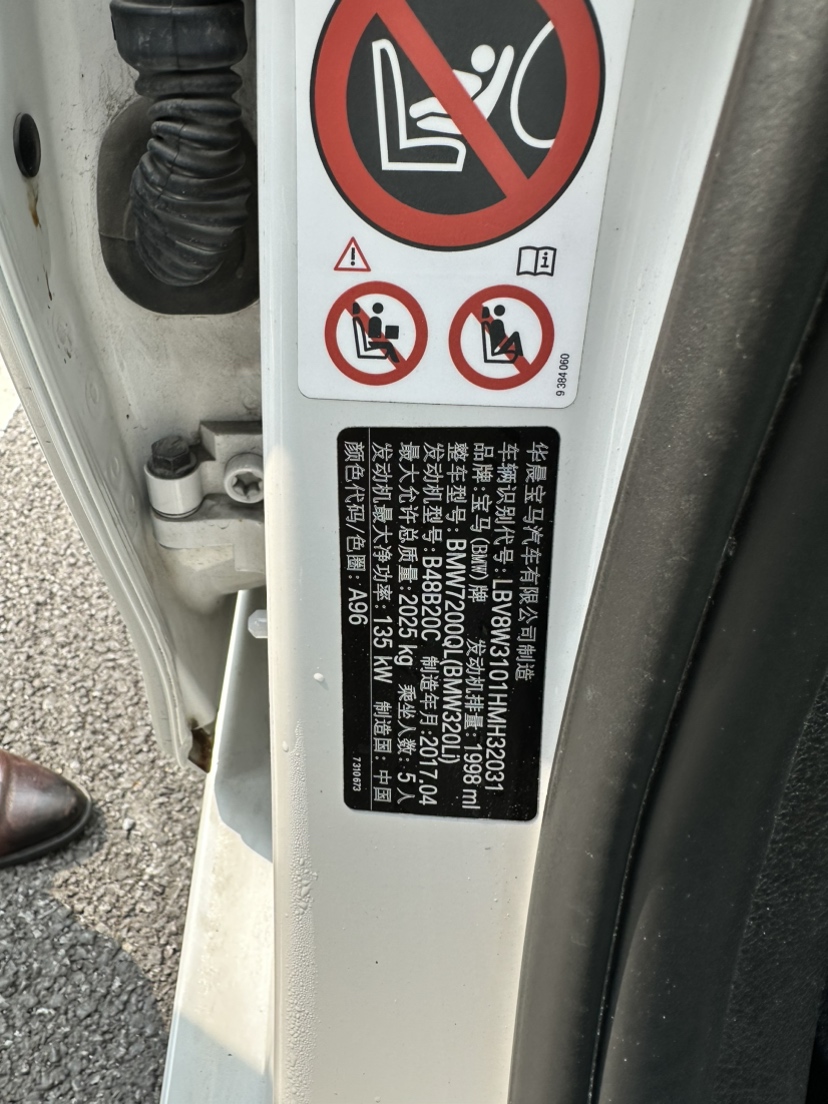 9 384 060
华晨宝马汽车有限公司制造
车辆识别代号：LBV8W3101HMH32031
品牌：宝马(BMW)牌 发动机排量：1998 ml
整车型号：BMW7200QL(BMW320Li)
发动机型号：B48B20C 制造年月：2017.04
最大允许总质量：2025 kg 乘坐人数：5 人
发动机最大净功率：135 kW 制造国：中国
颜色代码/色圈：A96
7 310 673